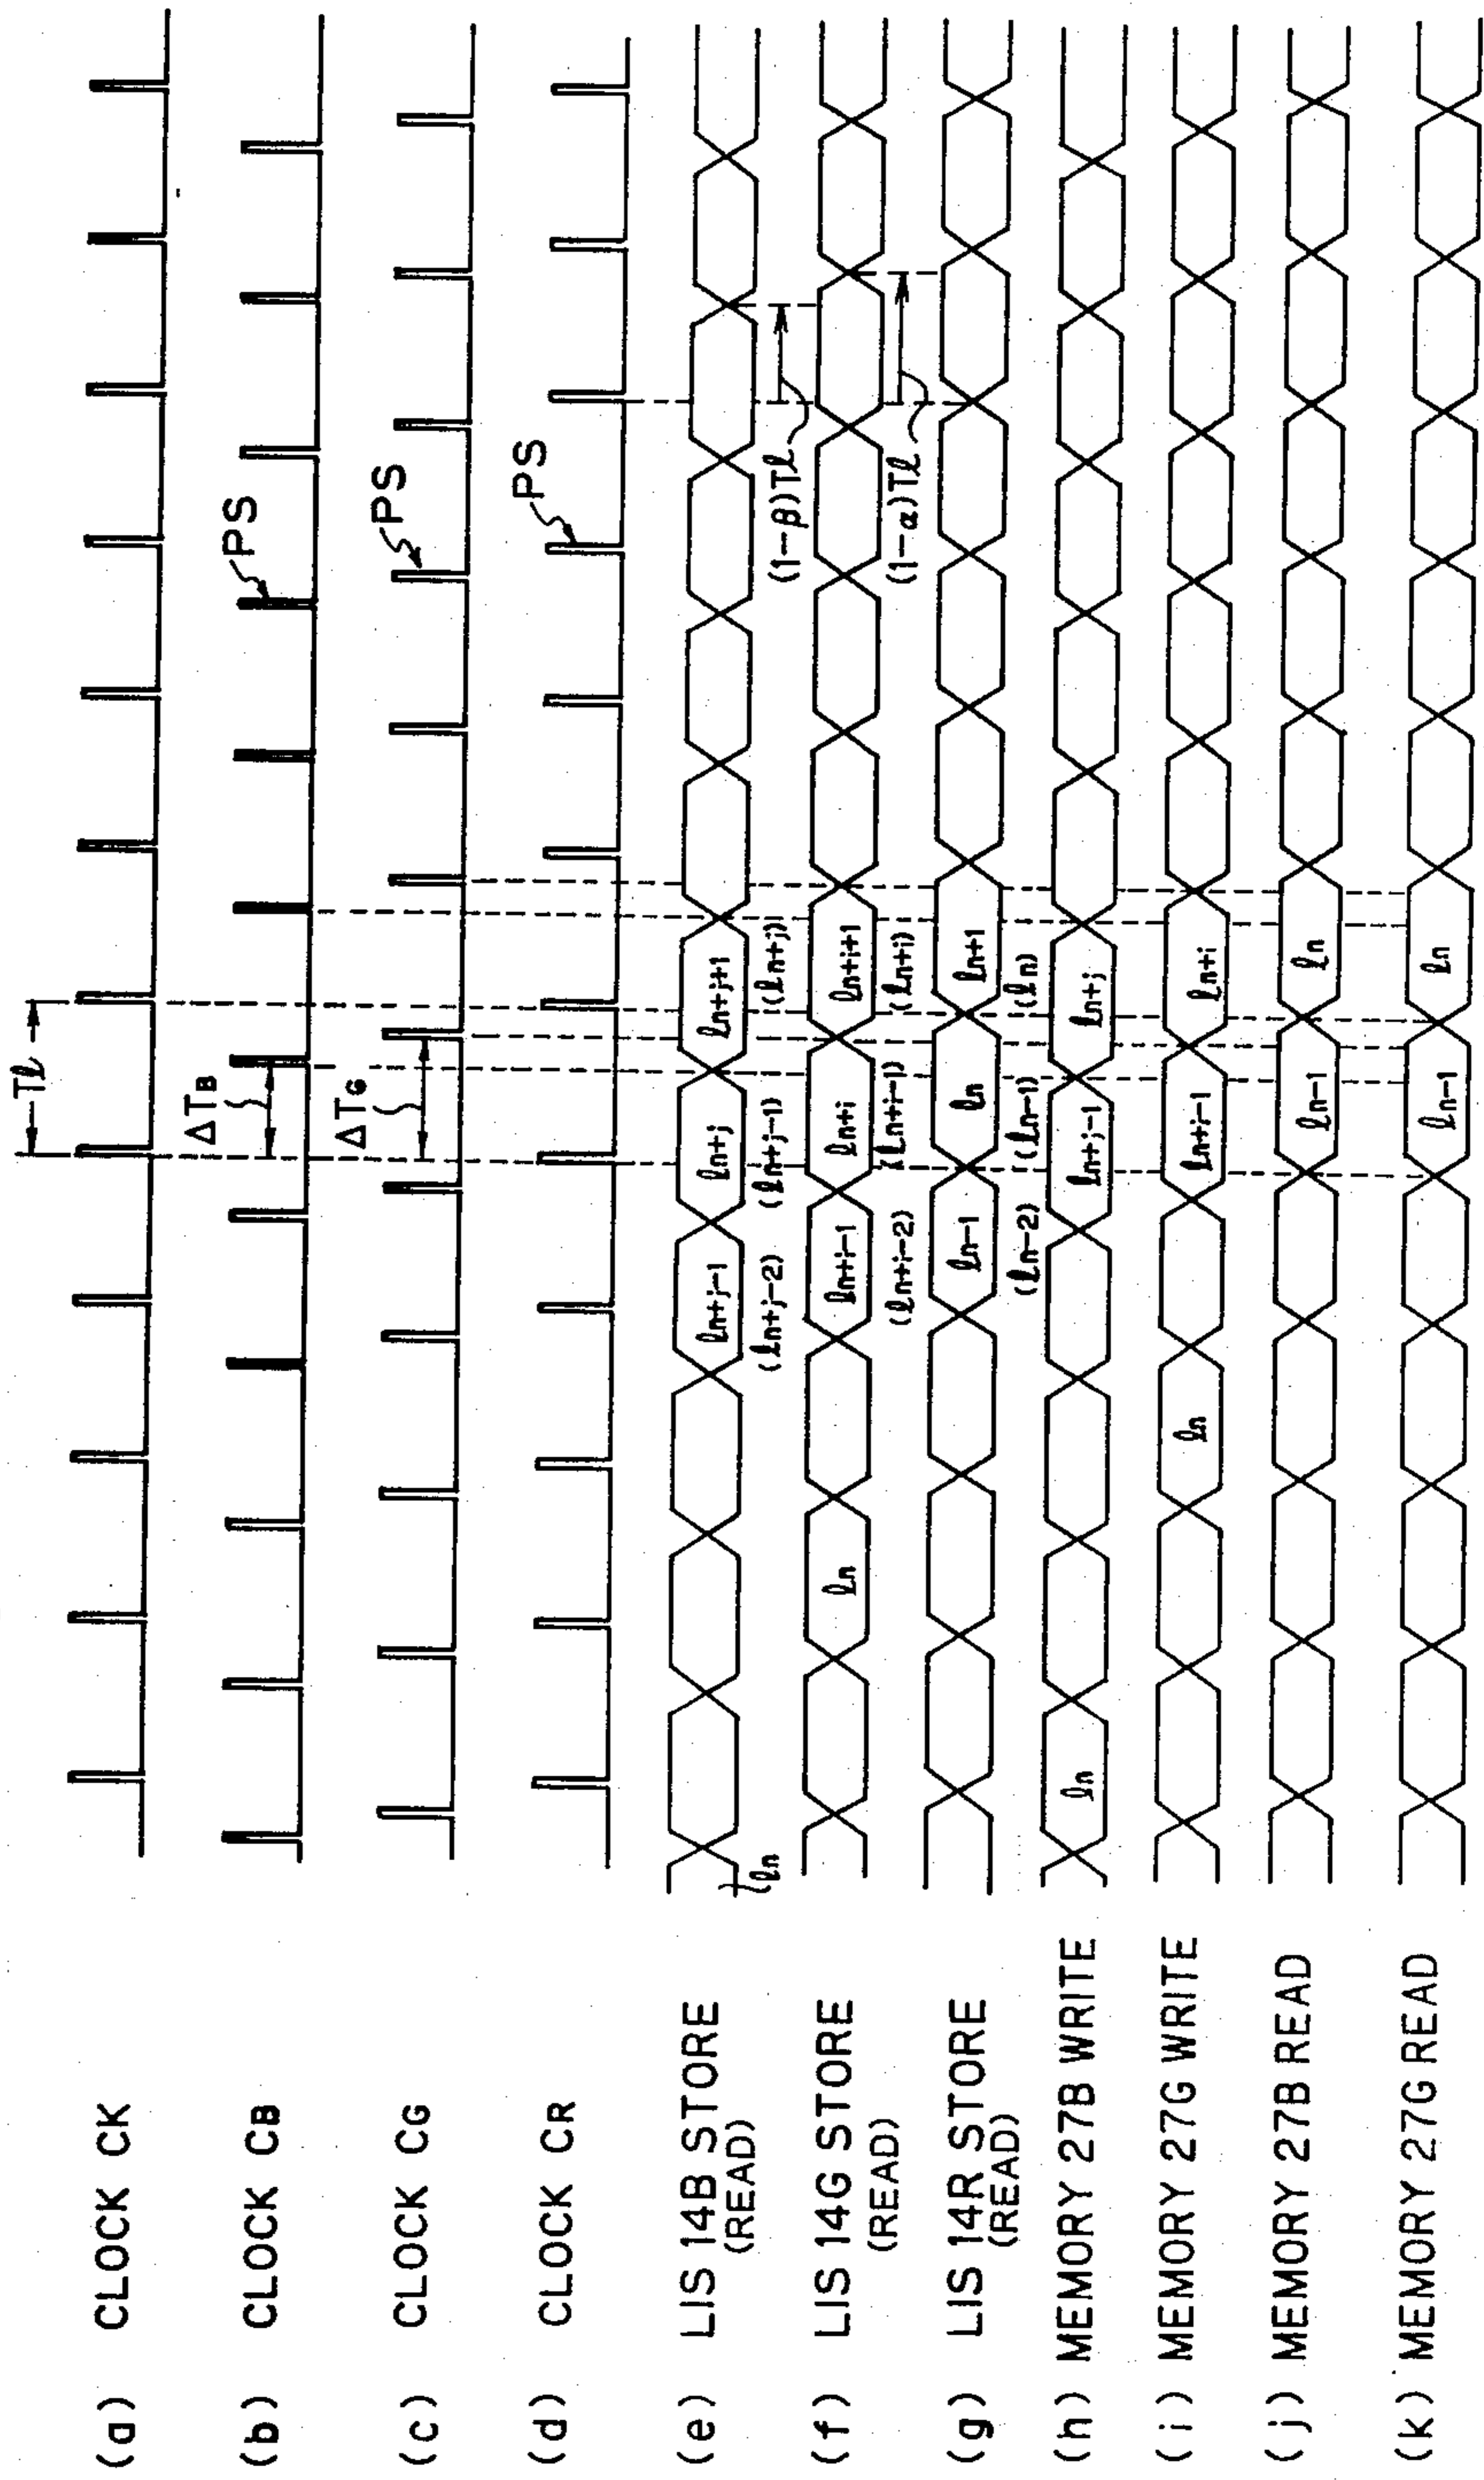 (a) CLOCK CK
Tℓ
(b) CLOCK CB
ΔTB
PS
(c) CLOCK CG
ΔTG
PS
(d) CLOCK CR
PS
(e) LIS 14B STORE
(READ)
ℓn
ℓn+j-1
ℓn+j
ℓn+j+1
(ℓn+j-2)
(ℓn+j-1)
(ℓn+j)
(1-β)Tℓ
(f) LIS 14G STORE
(READ)
ℓn
ℓn+i-1
ℓn+i
ℓn+i+1
(ℓn+i-2)
(ℓn+i-1)
(ℓn+i)
(1-α)Tℓ
(g) LIS 14R STORE
(READ)
ℓn-1
ℓn
ℓn+1
(ℓn-2)
(ℓn-1)
(ℓn)
(h) MEMORY 27B WRITE
ℓn
ℓn+j-1
ℓn+j
(i) MEMORY 27G WRITE
ℓn
ℓn+i-1
ℓn+i
(j) MEMORY 27B READ
ℓn-1
ℓn
(k) MEMORY 27G READ
ℓn-1
ℓn